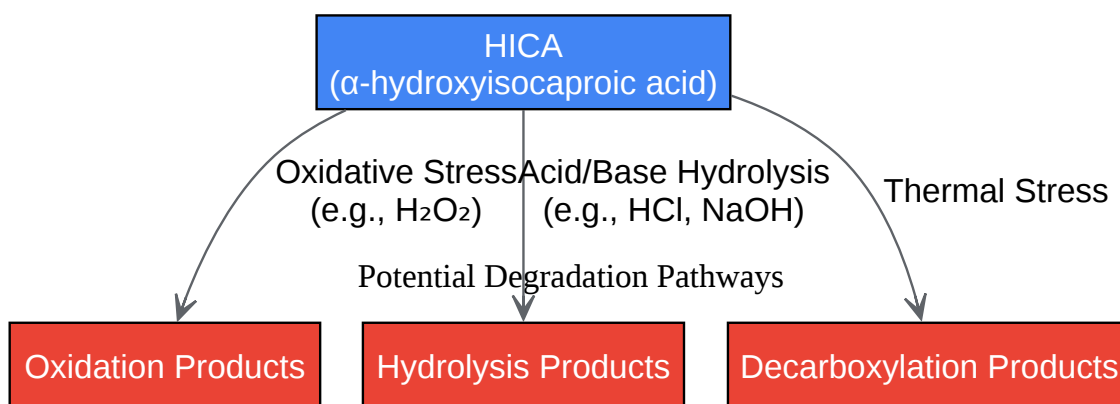 HICA
(α-hydroxyisocaproic acid)
Oxidative Stress
(e.g., H₂O₂)
Acid/Base Hydrolysis
(e.g., HCl, NaOH)
Thermal Stress
Potential Degradation Pathways
Oxidation Products
Hydrolysis Products
Decarboxylation Products